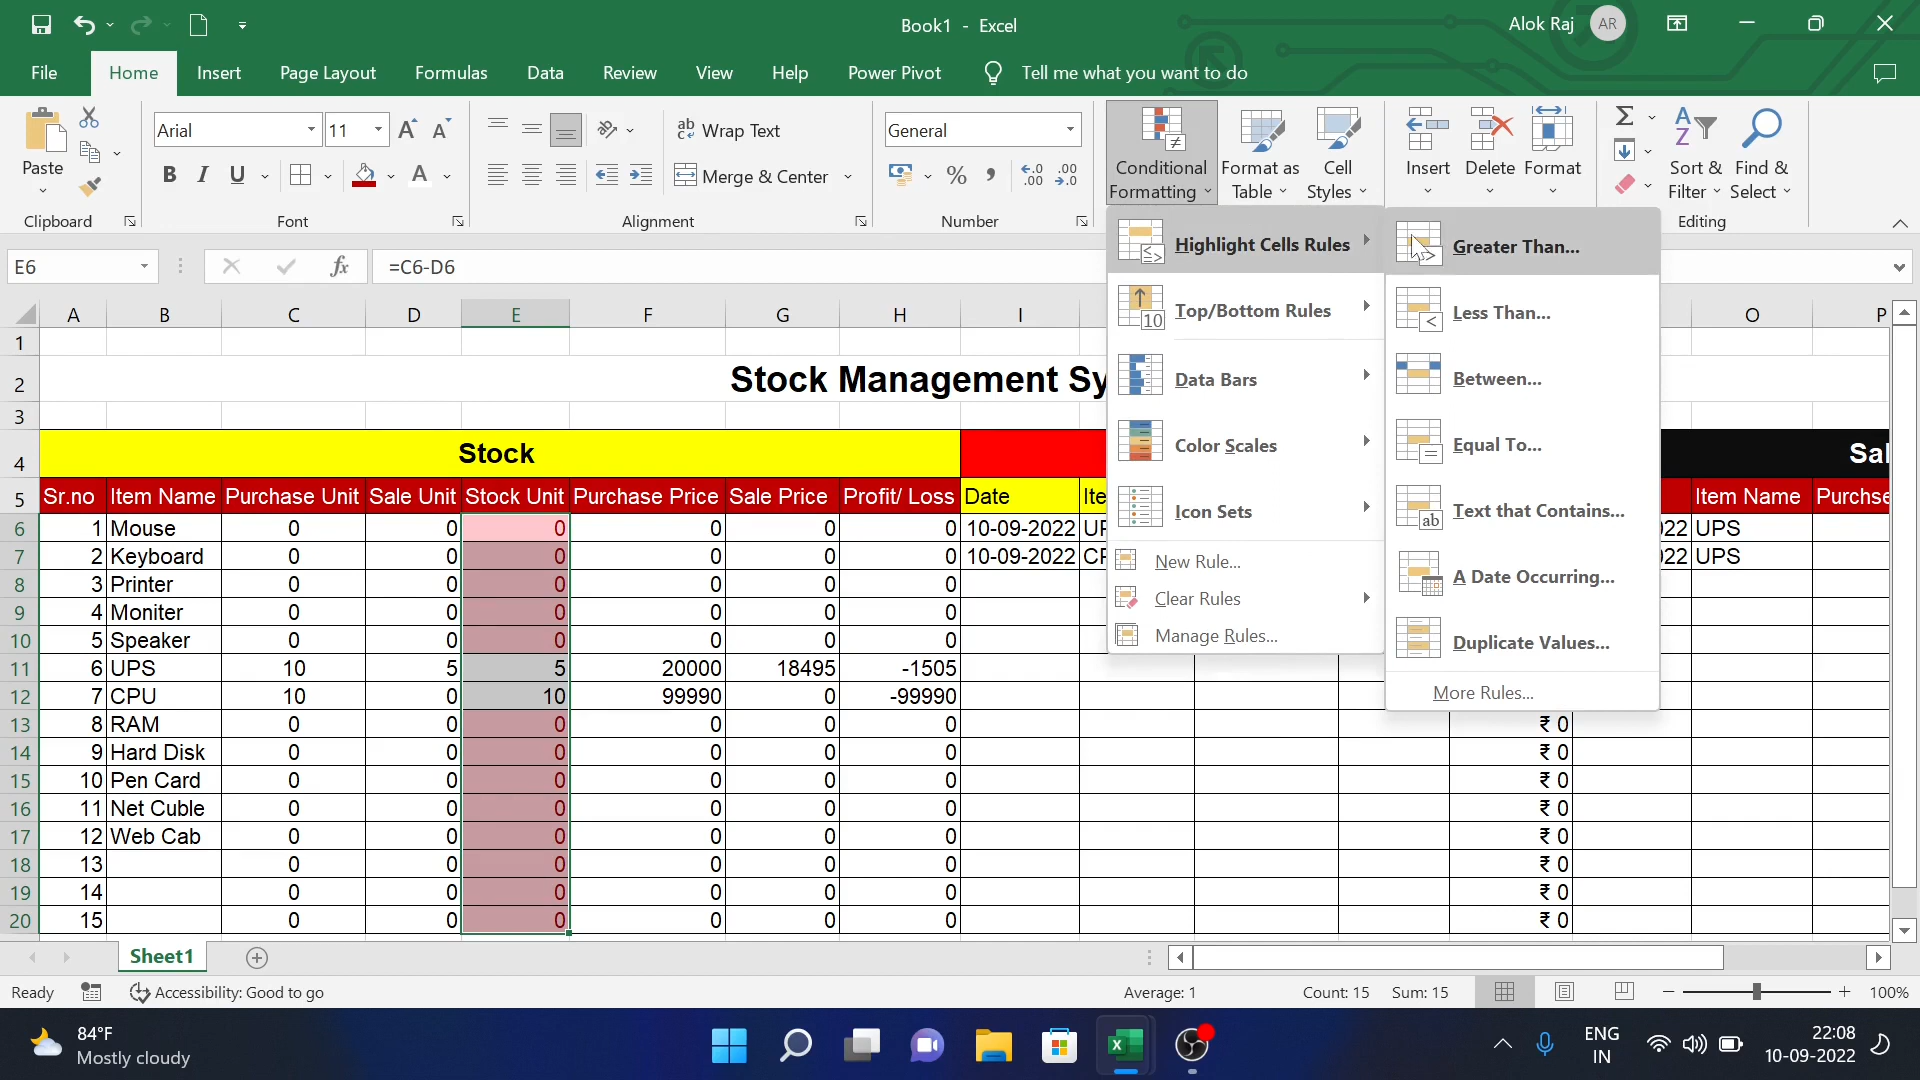 Book1 - Excel
Alok Raj AR
File Home Insert Page Layout Formulas Data Review View Help Power Pivot Tell me what you want to do
Paste
Clipboard
Arial 11
B I U A
Font
ab Wrap Text
Merge & Center
Alignment
General
% , .00 .00
Number
Conditional Formatting
Format as Table
Cell Styles
Insert
Delete
Format
Sort & Filter
Find & Select
Editing
E6 fx =C6-D6
Highlight Cells Rules
Top/Bottom Rules
Data Bars
Color Scales
Icon Sets
New Rule...
Clear Rules
Manage Rules...
Greater Than...
Less Than...
Between...
Equal To...
Text that Contains...
A Date Occurring...
Duplicate Values...
More Rules...
A B C D E F G H I O P
1
2 Stock Management Sy
3
4 Stock Sal
5 Sr.no Item Name Purchase Unit Sale Unit Stock Unit Purchase Price Sale Price Profit/ Loss Date Ite Item Name Purchse
6 1 Mouse 0 0 0 0 0 0 10-09-2022 UP 22 UPS
7 2 Keyboard 0 0 0 0 0 0 10-09-2022 CP 22 UPS
8 3 Printer 0 0 0 0 0 0
9 4 Moniter 0 0 0 0 0 0
10 5 Speaker 0 0 0 0 0 0
11 6 UPS 10 5 5 20000 18495 -1505
12 7 CPU 10 0 10 99990 0 -99990
13 8 RAM 0 0 0 0 0 0 ₹ 0
14 9 Hard Disk 0 0 0 0 0 0 ₹ 0
15 10 Pen Card 0 0 0 0 0 0 ₹ 0
16 11 Net Cuble 0 0 0 0 0 0 ₹ 0
17 12 Web Cab 0 0 0 0 0 0 ₹ 0
18 13 0 0 0 0 0 0 ₹ 0
19 14 0 0 0 0 0 0 ₹ 0
20 15 0 0 0 0 0 0 ₹ 0
Sheet1
Ready Accessibility: Good to go Average: 1 Count: 15 Sum: 15 100%
84°F
Mostly cloudy
ENG
IN
22:08
10-09-2022